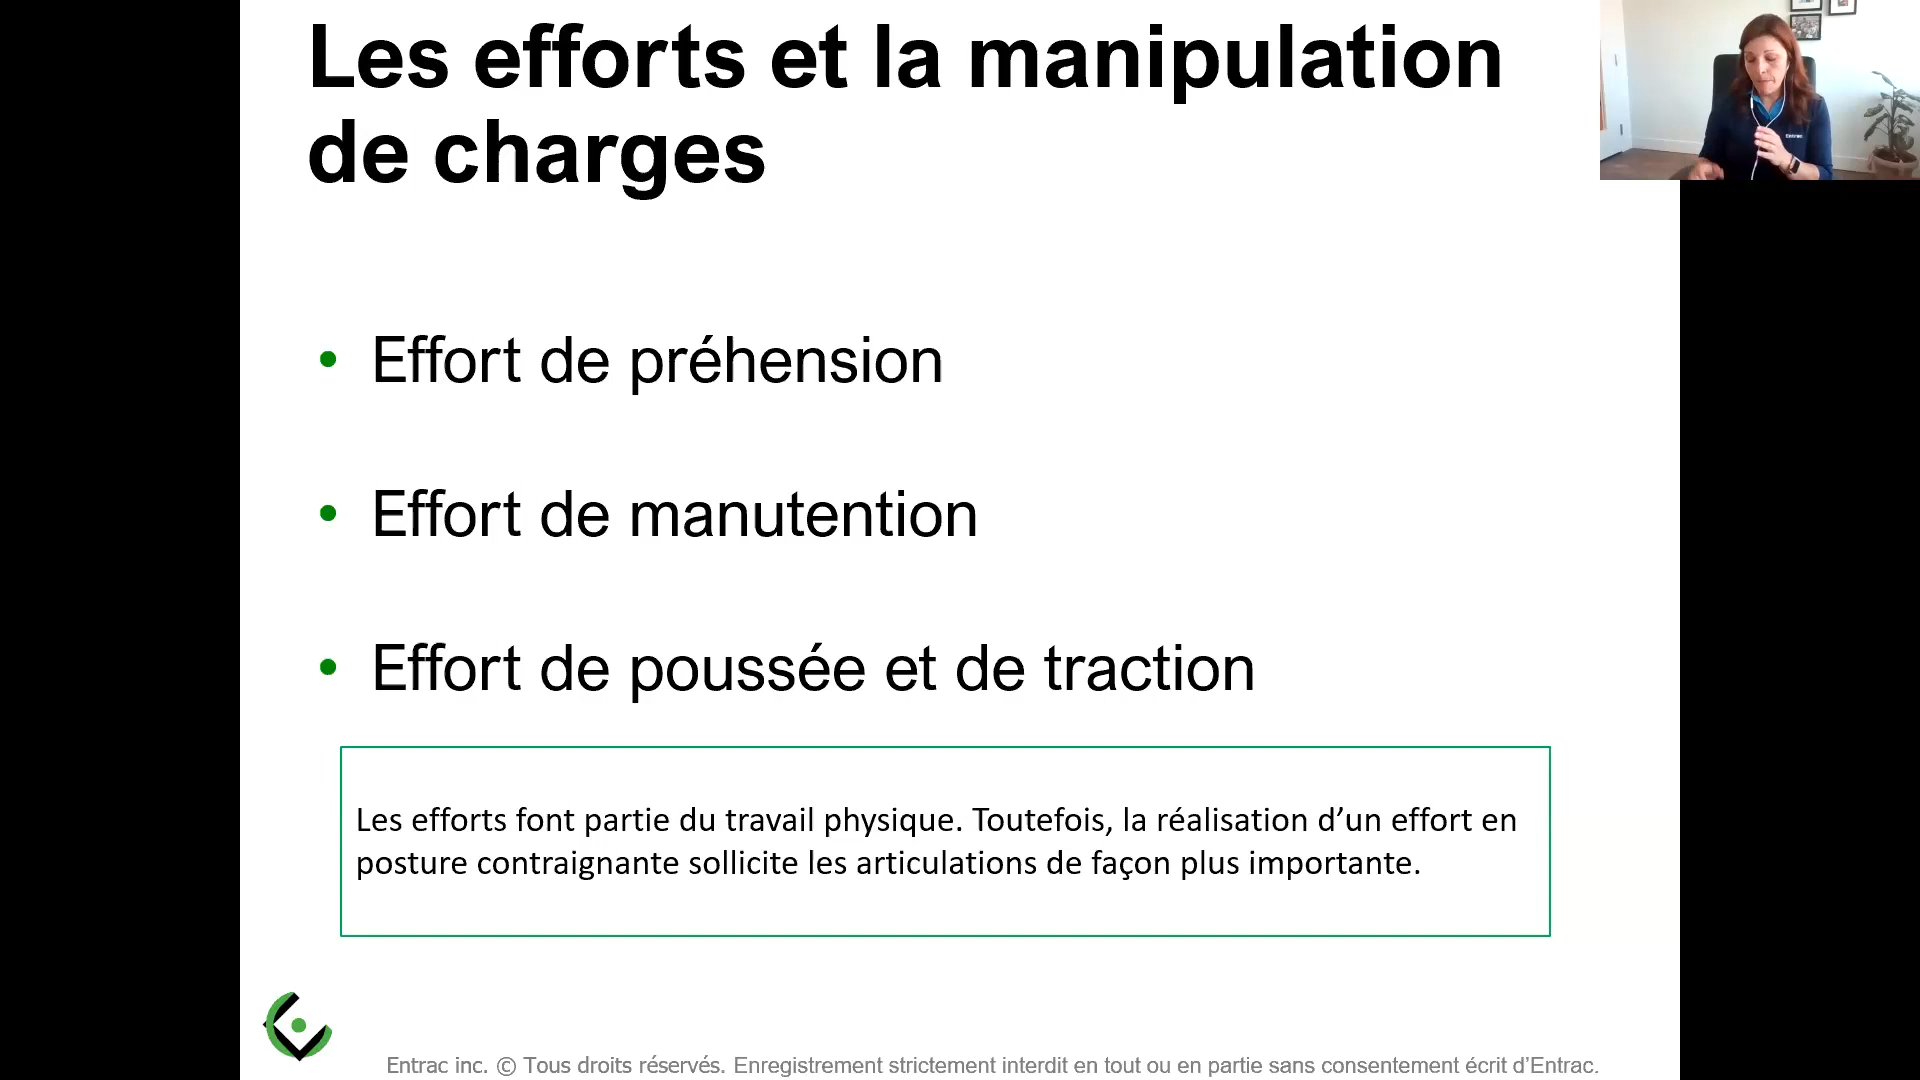 Les efforts et la manipulation
de charges
• Effort de préhension
• Effort de manutention
• Effort de poussée et de traction
Les efforts font partie du travail physique. Toutefois, la réalisation d’un effort en
posture contraignante sollicite les articulations de façon plus importante.
Entrac inc. © Tous droits réservés. Enregistrement strictement interdit en tout ou en partie sans consentement écrit d’Entrac.
Entrac